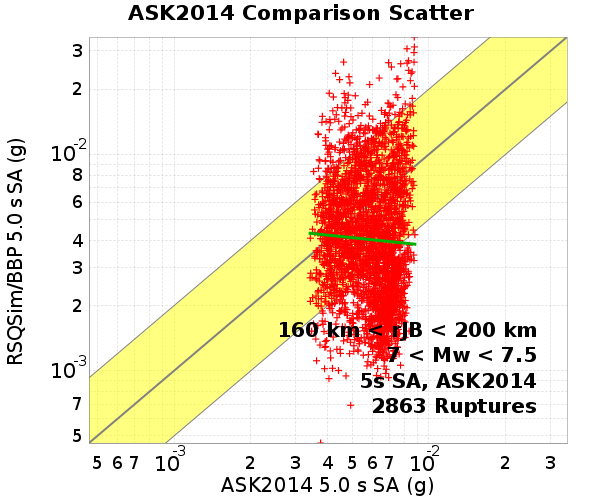 ASK2014 Comparison Scatter
RSQSim/BBP 5.0 s SA (g)
3
2
10-2
8
6
4
3
2
10-3
7
5
160 km < rJB < 200 km
7 < Mw < 7.5
5s SA, ASK2014
2863 Ruptures
5 6 7 10-3 2 3 4 5 6 7 10-2 2 3
ASK2014 5.0 s SA (g)